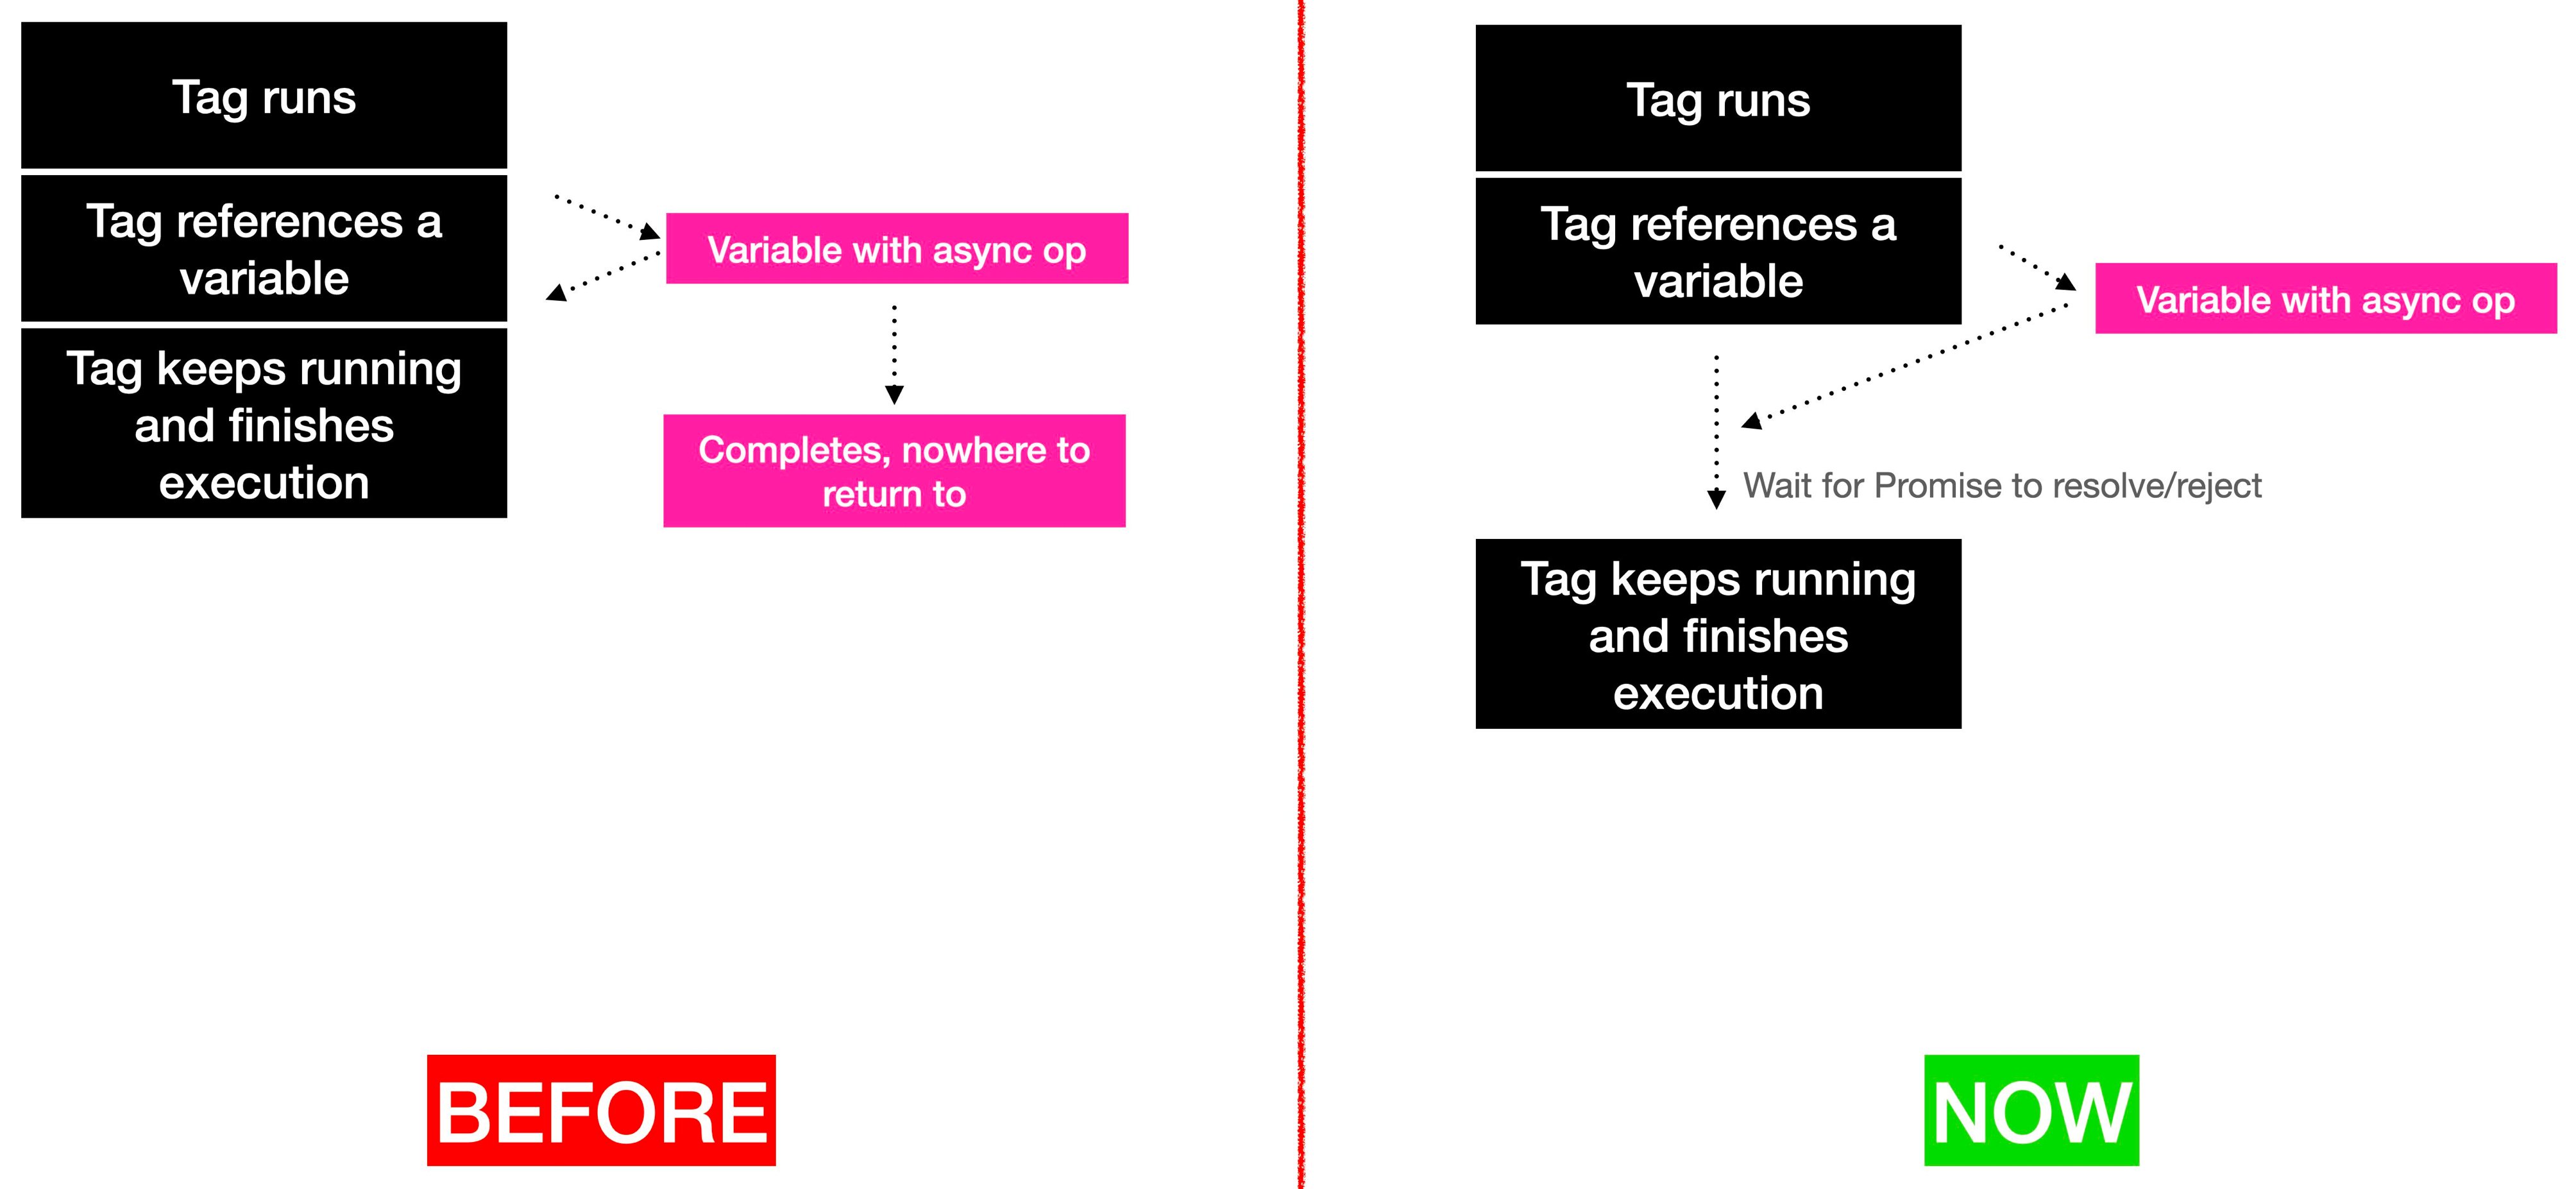 Tag runs
Tag references a
variable
Tag keeps running
and finishes
execution
Variable with async op
Completes, nowhere to
return to
BEFORE
Tag runs
Tag references a
variable
Variable with async op
Wait for Promise to resolve/reject
Tag keeps running
and finishes
execution
NOW